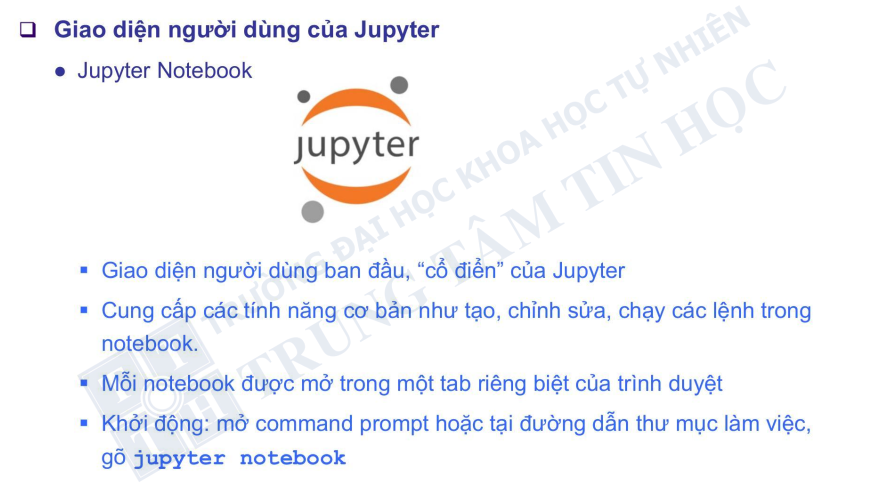 Giao diện người dùng của Jupyter
Jupyter Notebook
jupyter
Giao diện người dùng ban đầu, “cổ điển” của Jupyter
Cung cấp các tính năng cơ bản như tạo, chỉnh sửa, chạy các lệnh trong
notebook.
Mỗi notebook được mở trong một tab riêng biệt của trình duyệt
Khởi động: mở command prompt hoặc tại đường dẫn thư mục làm việc,
gõ jupyter notebook
TRƯỜNG ĐẠI HỌC KHOA HỌC TỰ NHIÊN
TRUNG TÂM TIN HỌC